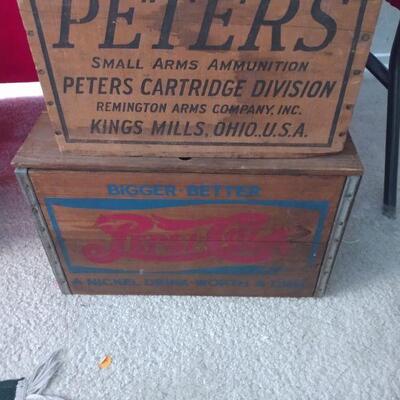 PETERS
SMALL ARMS AMMUNITION
PETERS CARTRIDGE DIVISION
REMINGTON ARMS COMPANY, INC.
KINGS MILLS, OHIO. U.S.A.
BIGGER-BETTER
Pepsi-Cola
A NICKEL DRINK-WORTH A DIME